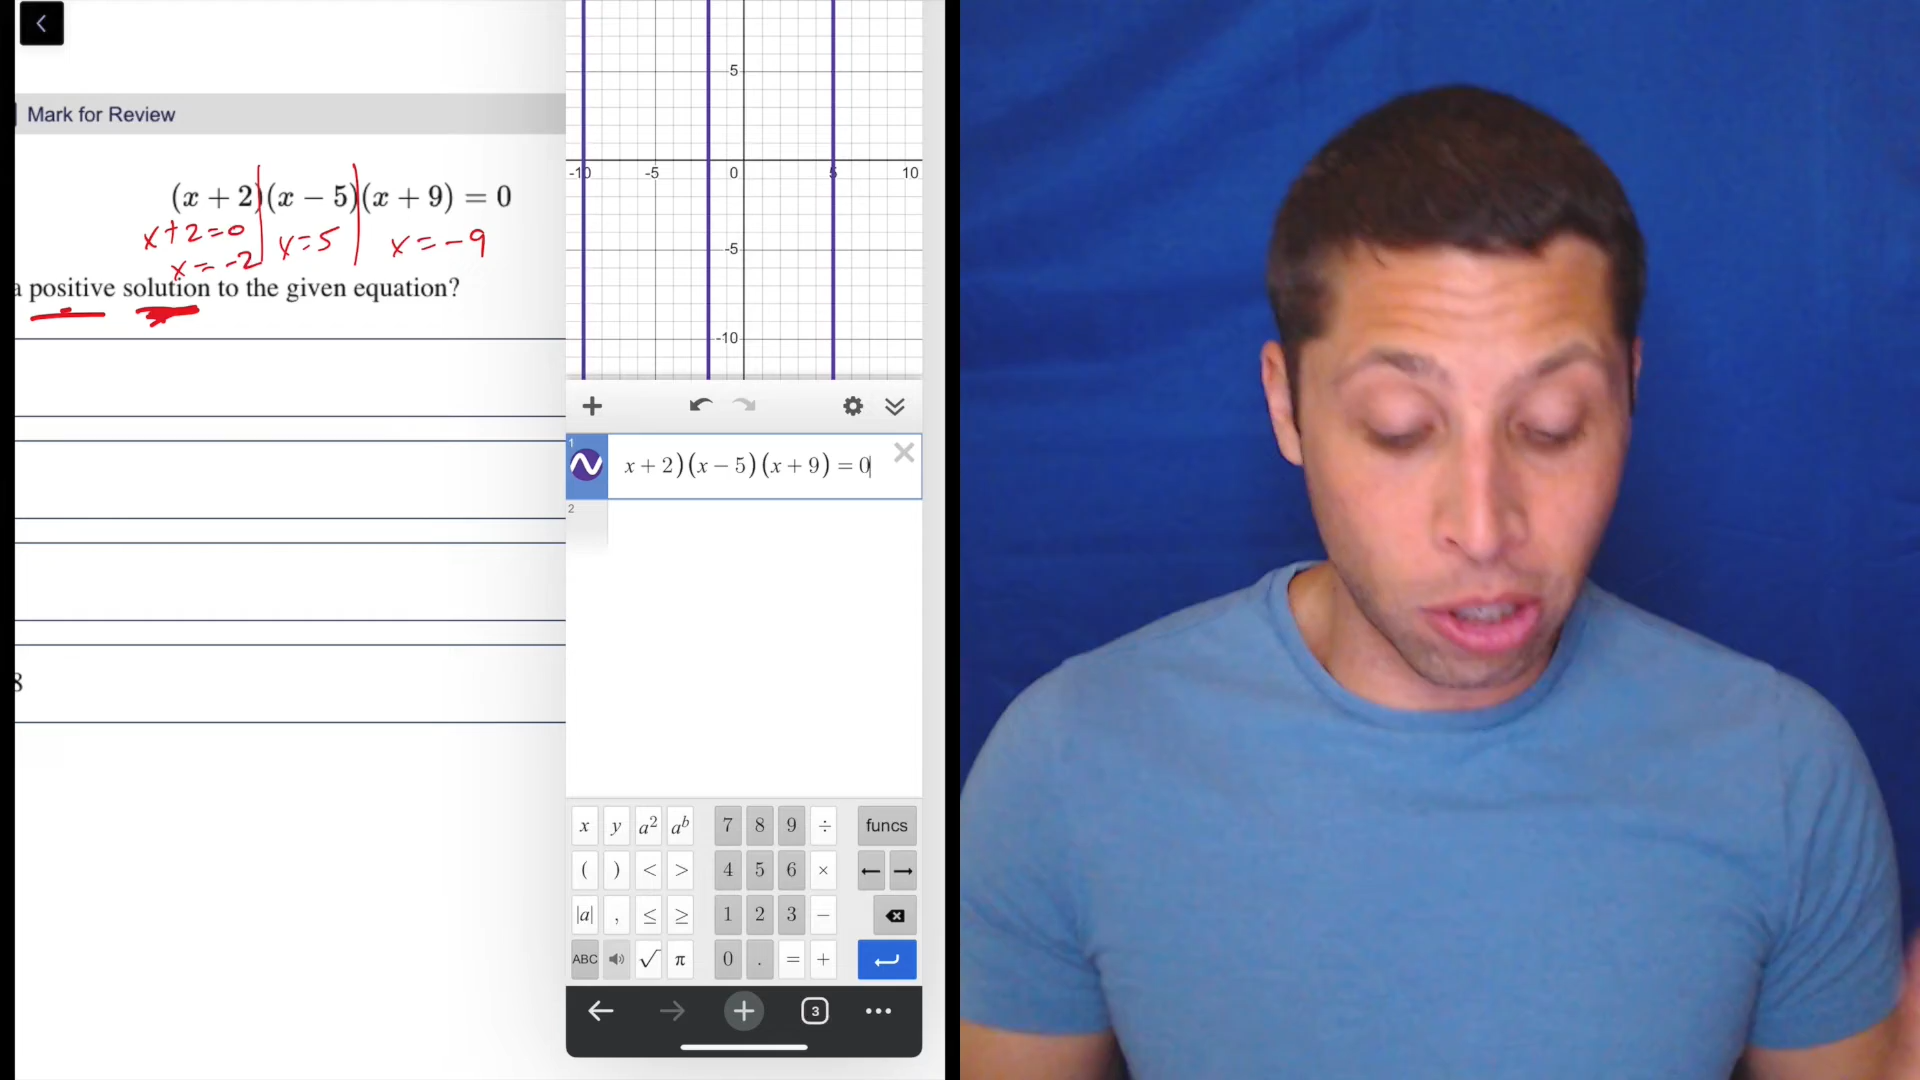 Mark for Review
(x + 2)(x − 5)(x + 9) = 0
x+2=0 x=5 x=-9
x=-2
a positive solution to the given equation?
8
5
-10 -5 0 5 10
-5
-10
1
x + 2)(x − 5)(x + 9) = 0
2
x y a² aᵇ 7 8 9 ÷ funcs
( ) < > 4 5 6 × ← →
|a| , ≤ ≥ 1 2 3 −
ABC √ π 0 . = +
3